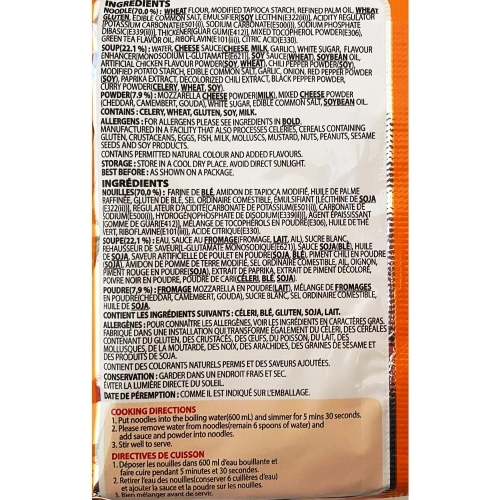 INGREDIENTS
NOODLE(70.0 %) : WHEAT FLOUR, MODIFIED TAPIOCA STARCH, REFINED PALM OIL, WHEAT
GLUTEN, EDIBLE COMMON SALT, EMULSIFIER(SOY LECITHIN(E322(i))), ACIDITY REGULATOR
(POTASSIUM CARBONATE(E501(i)), SODIUM CARBONATE(E500(i)), SODIUM PHOSPHATE
DIBASIC(E339(ii))), THICKENER(GUAR GUM(E412)), MIXED TOCOPHEROL POWDER(E306),
GREEN TEA FLAVOR OIL, RIBOFLAVIN(E101(i)), CITRIC ACID(E330).
SOUP(22.1 %) : WATER, CHEESE SAUCE(CHEESE, MILK, GARLIC), WHITE SUGAR, FLAVOUR
ENHANCER(MONOSODIUM L-GLUTAMATE(E621)), SOY SAUCE(WHEAT), SOYBEAN OIL,
ARTIFICIAL CHICKEN FLAVOUR POWDER(SOY, WHEAT), CHILI PEPPER POWDER(SOY),
MODIFIED POTATO STARCH, EDIBLE COMMON SALT, GARLIC, ONION, RED PEPPER POWDER
(SOY), PAPRIKA EXTRACT, DECOLORIZED CHILI EXTRACT, BLACK PEPPER POWDER,
CURRY POWDER(CELERY, WHEAT, SOY).
POWDER(7.9%) : MOZZARELLA CHEESE POWDER(MILK), MIXED CHEESE POWDER
(CHEDDAR, CAMEMBERT, GOUDA), WHITE SUGAR, EDIBLE COMMON SALT, SOYBEAN OIL.
CONTAINS : CELERY, WHEAT, GLUTEN, SOY, MILK.
ALLERGENS : FOR ALLERGENS PLEASE SEE INGREDIENTS IN BOLD.
MANUFACTURED IN A FACILITY THAT ALSO PROCESSES CELERIES, CEREALS CONTAINING
GLUTEN, CRUSTACEANS, EGGS, FISH, MILK, MOLLUSCS, MUSTARD, NUTS, PEANUTS, SESAME
SEEDS AND SOY PRODUCTS.
CONTAINS PERMITTED NATURAL COLOUR AND ADDED FLAVOURS.
STORAGE : STORE IN A COOL DRY PLACE. AVOID DIRECT SUNLIGHT.
BEST BEFORE : AS SHOWN ON A PACKAGE.
INGRÉDIENTS
NOUILLES(70,0 %) : FARINE DE BLÉ, AMIDON DE TAPIOCA MODIFIÉ, HUILE DE PALME
RAFFINÉE, GLUTEN DE BLÉ, SEL ORDINAIRE COMESTIBLE, ÉMULSIFIANT (LÉCITHINE DE SOJA
(E322(i))), RÉGULATEUR D'ACIDITÉ(CARBONATE DE POTASSIUM(E501(i)), CARBONATE DE
SODIUM(E500(i)), HYDROGÉNOPHOSPHATE DE DISODIUM(E339(ii))), AGENT ÉPAISSISSANT
(GOMME DE GUAR(E412)), MÉLANGE DE TOCOPHÉROLS EN POUDRE(E306), HUILE DE THÉ
VERT, RIBOFLAVINE(E101(i)), ACIDE CITRIQUE(E330).
SOUPE(22,1 %) : EAU, SAUCE AU FROMAGE(FROMAGE, LAIT, AIL), SUCRE BLANC,
REHAUSSEUR DE SAVEUR(L-GLUTAMATE MONOSODIQUE(E621)), SAUCE SOJA(BLÉ), HUILE
DE SOJA, SAVEUR ARTIFICIELLE DE POULET EN POUDRE(SOJA, BLÉ), PIMENT CHILI EN POUDRE
(SOJA), AMIDON DE POMME DE TERRE MODIFIÉ, SEL ORDINAIRE COMESTIBLE, AIL, OIGNON,
PIMENT ROUGE EN POUDRE(SOJA), EXTRAIT DE PAPRIKA, EXTRAIT DE PIMENT DÉCOLORÉ,
POIVRE NOIR EN POUDRE, POUDRE DE CARI(CÉLERI, BLÉ, SOJA).
POUDRE(7,9 %) : FROMAGE MOZZARELLA EN POUDRE(LAIT), MÉLANGE DE FROMAGES
EN POUDRE(CHEDDAR, CAMEMBERT, GOUDA), SUCRE BLANC, SEL ORDINAIRE COMESTIBLE,
HUILE DE SOJA.
CONTIENT LES INGRÉDIENTS SUIVANTS : CÉLERI, BLÉ, GLUTEN, SOJA, LAIT.
ALLERGÈNES : POUR CONNAÎTRE LES ALLERGÈNES, VOIR LES INGRÉDIENTS EN CARACTÈRES GRAS.
FABRIQUÉ DANS UNE INSTALLATION QUI TRANSFORME ÉGALEMENT DU CÉLERI, DES CÉRÉALES
CONTENANT DU GLUTEN, DES CRUSTACÉS, DES ŒUFS, DU POISSON, DU LAIT, DES
MOLLUSQUES, DE LA MOUTARDE, DES NOIX, DES ARACHIDES, DES GRAINES DE SÉSAME ET
DES PRODUITS DE SOJA.
CONTIENT DES COLORANTS NATURELS PERMIS ET DES SAVEURS AJOUTÉES.
CONSERVATION : GARDER DANS UN ENDROIT FRAIS ET SEC.
ÉVITER LA LUMIÈRE DIRECTE DU SOLEIL.
DATE DE PÉREMPTION : COMME IL EST INDIQUÉ SUR L'EMBALLAGE.
COOKING DIRECTIONS
1. Put noodles into the boiling water(600 mL) and simmer for 5 mins 30 seconds.
2. Please remove water from noodles(remain 6 spoons of water) and
add sauce and powder into noodles.
3. Stir well to serve.
DIRECTIVES DE CUISSON
1. Déposer les nouilles dans 600 ml d'eau bouillante et
faire cuire pendant 5 minutes et 30 secondes.
2. Retirer l'eau des nouilles(conserver 6 cuillères d'eau)
et ajouter la sauce et la poudre sur les nouilles.
3. Bien mélanger avant de servir.